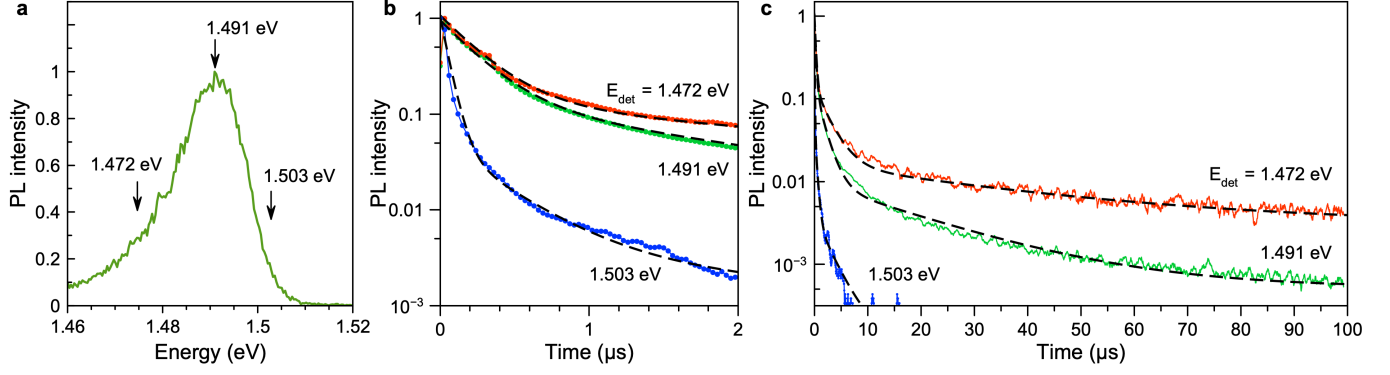 a
1.491 eV
1.472 eV
1.503 eV
PL intensity
1
0.8
0.6
0.4
0.2
0
1.46
1.48
1.5
1.52
Energy (eV)
b
PL intensity
1
0.1
0.01
10⁻³
E_det = 1.472 eV
1.491 eV
1.503 eV
0
1
2
Time (µs)
c
PL intensity
1
0.1
0.01
10⁻³
E_det = 1.472 eV
1.491 eV
1.503 eV
0
10
20
30
40
50
60
70
80
90
100
Time (µs)